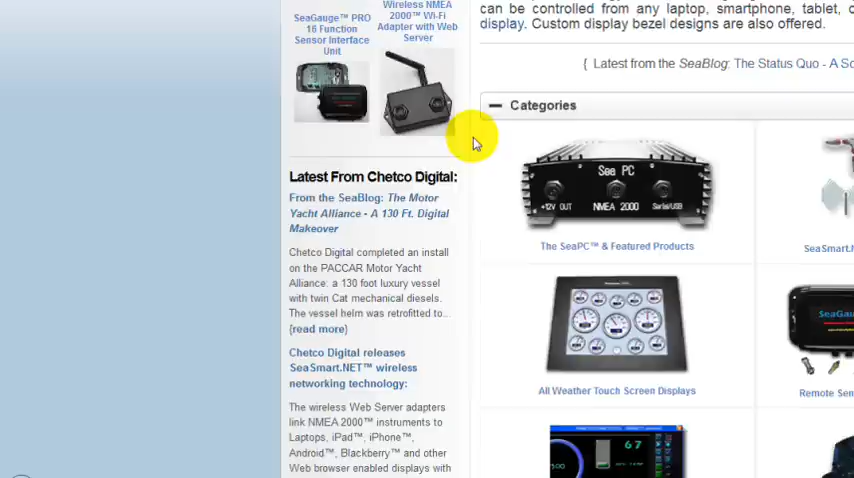 Wireless NMEA
2000™ Wi-Fi
Adapter with Web
Server
SeaGauge™ PRO
16 Function
Sensor Interface
Unit
can be controlled from any laptop, smartphone, tablet,
display. Custom display bezel designs are also offered.
{ Latest from the SeaBlog: The Status Quo - A
Categories
Latest From Chetco Digital:
From the SeaBlog: The Motor
Yacht Alliance - A 130 Ft. Digital
Makeover
Chetco Digital completed an install
on the PACCAR Motor Yacht
Alliance: a 130 foot luxury vessel
with twin Cat mechanical diesels.
The vessel helm was retrofitted to...
{read more}
Chetco Digital releases
SeaSmart.NET™ wireless
networking technology:
The wireless Web Server adapters
link NMEA 2000™ instruments to
Laptops, iPad™, iPhone™,
Android™, Blackberry™ and other
Web browser enabled displays with
Sea PC
+12V OUT
NMEA 2000
Serial/USB
The SeaPC™ & Featured Products
SeaSmart.
All Weather Touch Screen Displays
SeaGau
Remote Sen
67